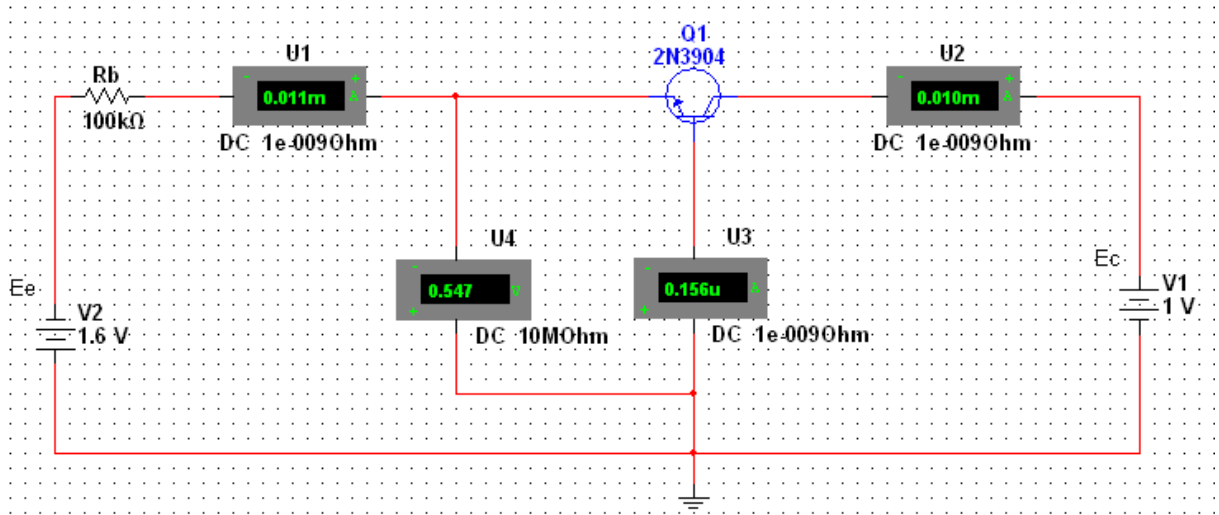 Q1
2N3904
U1
U2
Rb
- +
0.011m A
- +
0.010m A
100kΩ
DC 1e-009Ohm
DC 1e-009Ohm
U4
U3
-
-
Ec
Ee
0.547 V
0.156u A
V1
1 V
+
+
V2
1.6 V
DC 10MOhm
DC 1e-009Ohm